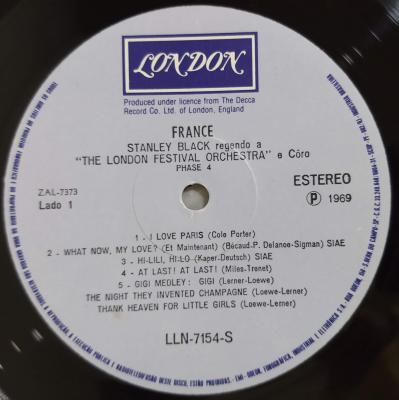 LONDON
Produced under licence from The Decca
Record Co. Ltd. of London, England
FRANCE
STANLEY BLACK regendo a
"THE LONDON FESTIVAL ORCHESTRA" e Côro
PHASE 4
ZAL-7373
Lado 1
ESTEREO
Ⓟ 1969
1 - I LOVE PARIS (Cole Porter)
2 - WHAT NOW, MY LOVE? (Et Maintenant) (Bécaud-P. Delanoe-Sigman) SIAE
3 - HI-LILI, HI-LO (Kaper-Deutsch) SIAE
4 - AT LAST! AT LAST! (Miles-Trenet)
5 - GIGI MEDLEY: GIGI (Lerner-Loewe)
THE NIGHT THEY INVENTED CHAMPAGNE (Loewe-Lerner)
THANK HEAVEN FOR LITTLE GIRLS (Loewe-Lerner)
LLN-7154-S